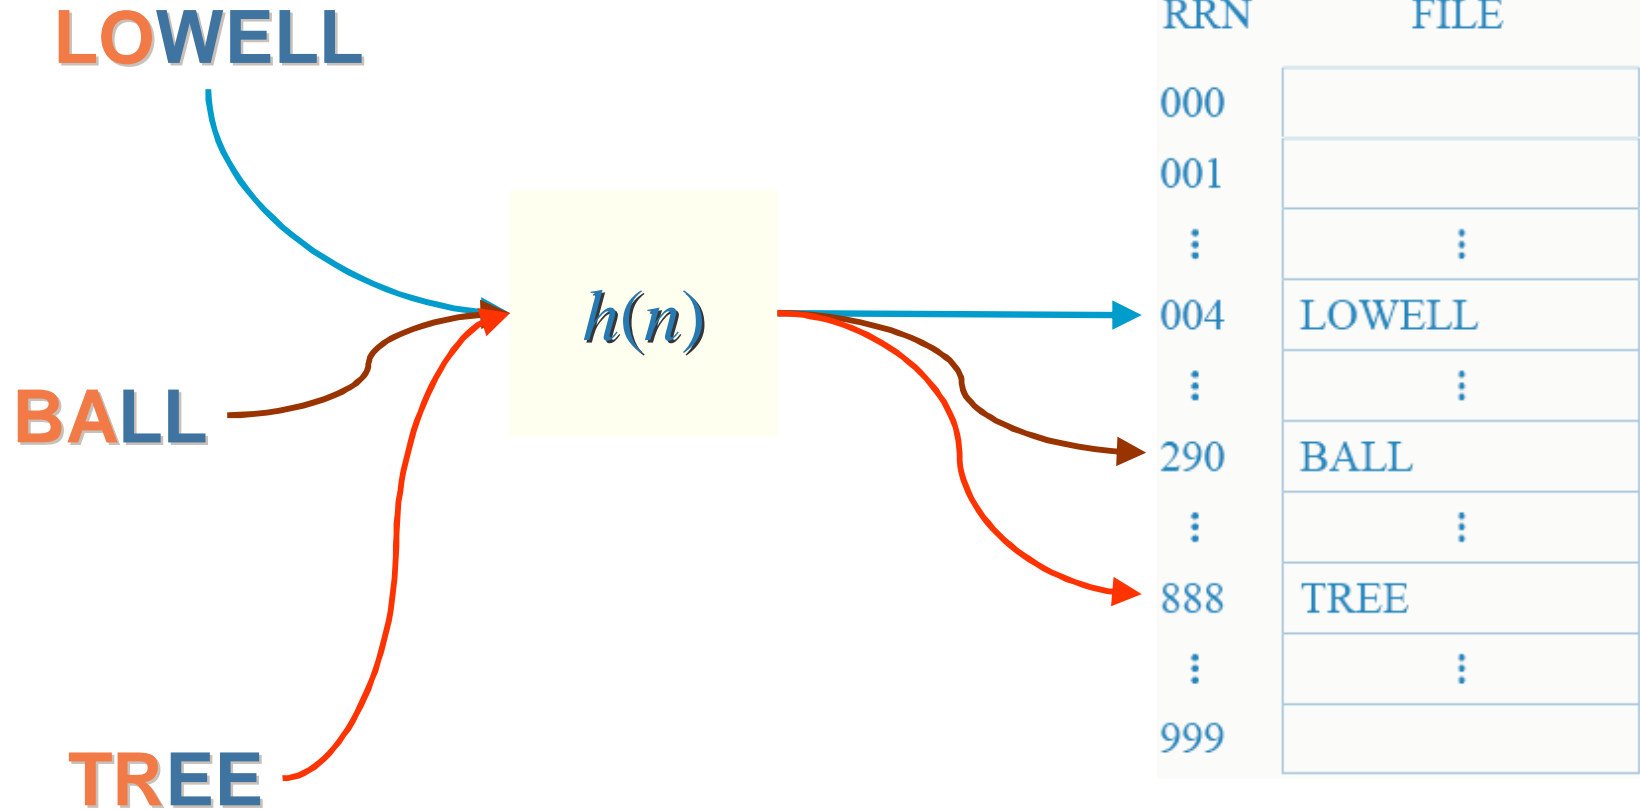 LOWELL
BALL
TREE
h(n)
RRN FILE
000
001
⋮ ⋮
004 LOWELL
⋮ ⋮
290 BALL
⋮ ⋮
888 TREE
⋮ ⋮
999